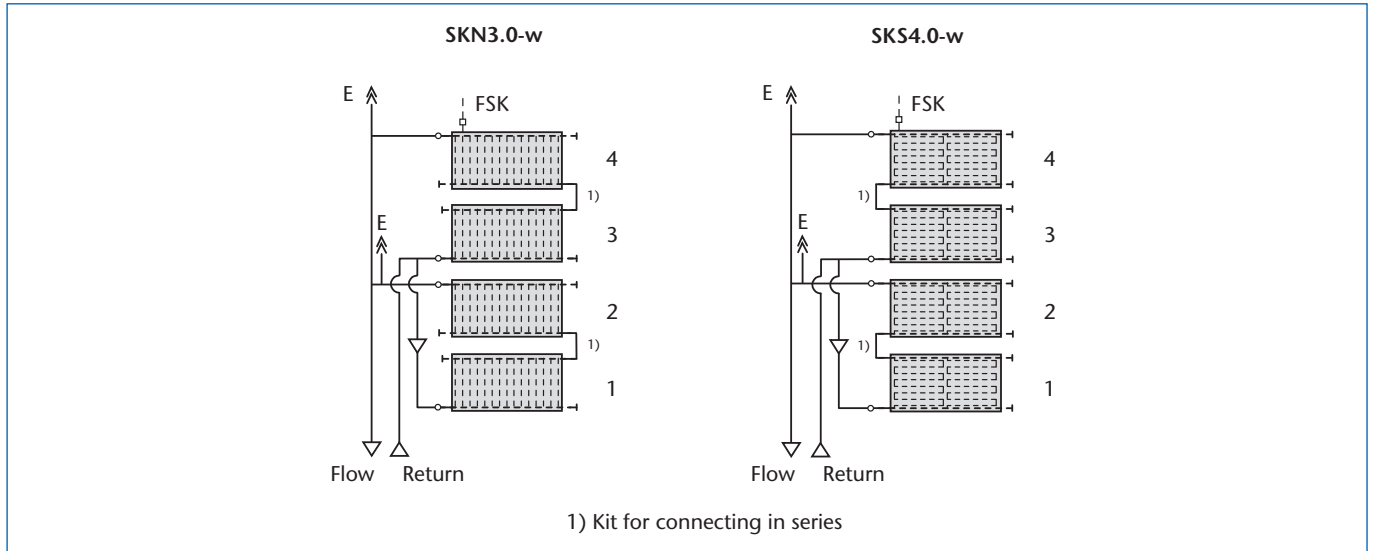 SKN3.0-w
SKS4.0-w
E
FSK
4
1)
3
E
2
1)
1
Flow
Return
E
FSK
4
1)
3
E
2
1)
1
Flow
Return
1) Kit for connecting in series